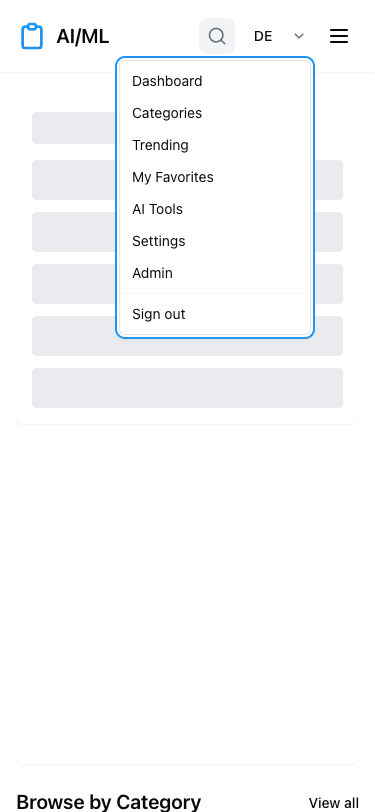 AI/ML
DE
Dashboard
Categories
Trending
My Favorites
AI Tools
Settings
Admin
Sign out
Browse by Category
View all